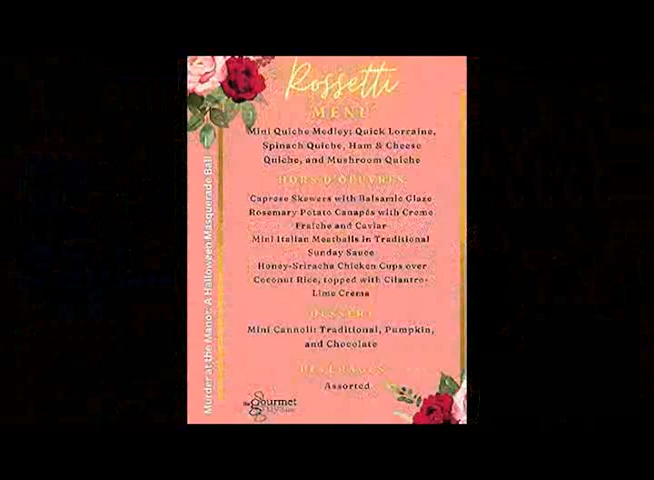 Rossetti
MENU
Mini Quiche Medley: Quick Lorraine,
Spinach Quiche, Ham & Cheese
Quiche, and Mushroom Quiche
HORS D'OEUVRES
Caprese Skewers with Balsamic Glaze
Rosemary Potato Canapés with Creme
Fraiche and Caviar
Mini Italian Meatballs in Traditional
Sunday Sauce
Honey-Sriracha Chicken Cups over
Coconut Rice, topped with Cilantro-
Lime Crema
DESSERT
Mini Cannoli: Traditional, Pumpkin,
and Chocolate
BEVERAGES
Assorted
Murder at the Manor: A Halloween Masquerade Ball
the gourmet